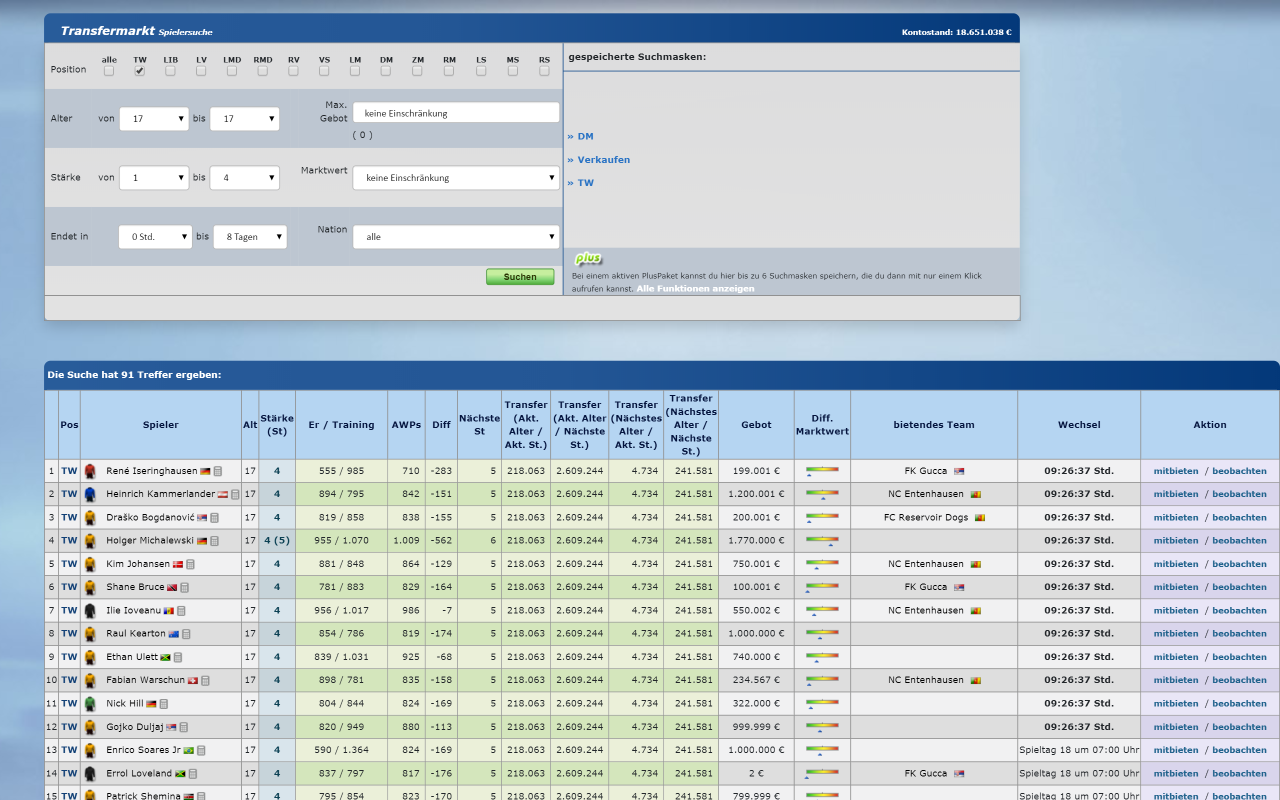 Transfermarkt Spielersuche Kontostand: 18.651.038 €
Position alle TW LIB LV LMD RMD RV VS LM DM ZM RM LS MS RS
gespeicherte Suchmasken:
Alter von 17 bis 17 Max. Gebot keine Einschränkung
( 0 )
» DM
» Verkaufen
» TW
Stärke von 1 bis 4 Marktwert keine Einschränkung
Endet in 0 Std. bis 8 Tagen Nation alle
Suchen
plus
Bei einem aktiven PlusPaket kannst du hier bis zu 6 Suchmasken speichern, die du dann mit nur einem Klick
aufrufen kannst. Alle Funktionen anzeigen
Die Suche hat 91 Treffer ergeben:
Pos Spieler Alt Stärke (St) Er / Training AWPs Diff Nächste St Transfer (Akt. Alter / Akt. St.) Transfer (Akt. Alter / Nächste St.) Transfer (Nächstes Alter / Akt. St.) Transfer (Nächstes Alter / Nächste St.) Gebot Diff. Marktwert bietendes Team Wechsel Aktion
1 TW René Iseringhausen 17 4 555 / 985 710 -283 5 218.063 2.609.244 4.734 241.581 199.001 € FK Gucca 09:26:37 Std. mitbieten / beobachten
2 TW Heinrich Kammerlander 17 4 894 / 795 842 -151 5 218.063 2.609.244 4.734 241.581 1.200.001 € NC Entenhausen 09:26:37 Std. mitbieten / beobachten
3 TW Draško Bogdanović 17 4 819 / 858 838 -155 5 218.063 2.609.244 4.734 241.581 200.001 € FC Reservoir Dogs 09:26:37 Std. mitbieten / beobachten
4 TW Holger Michalewski 17 4 (5) 955 / 1.070 1.009 -562 6 218.063 2.609.244 4.734 241.581 1.770.000 € 09:26:37 Std. mitbieten / beobachten
5 TW Kim Johansen 17 4 881 / 848 864 -129 5 218.063 2.609.244 4.734 241.581 750.001 € NC Entenhausen 09:26:37 Std. mitbieten / beobachten
6 TW Shane Bruce 17 4 781 / 883 829 -164 5 218.063 2.609.244 4.734 241.581 100.001 € FK Gucca 09:26:37 Std. mitbieten / beobachten
7 TW Ilie Ioveanu 17 4 956 / 1.017 986 -7 5 218.063 2.609.244 4.734 241.581 550.002 € NC Entenhausen 09:26:37 Std. mitbieten / beobachten
8 TW Raul Kearton 17 4 854 / 786 819 -174 5 218.063 2.609.244 4.734 241.581 1.000.000 € 09:26:37 Std. mitbieten / beobachten
9 TW Ethan Ulett 17 4 839 / 1.031 925 -68 5 218.063 2.609.244 4.734 241.581 740.000 € 09:26:37 Std. mitbieten / beobachten
10 TW Fabian Warschun 17 4 898 / 781 835 -158 5 218.063 2.609.244 4.734 241.581 234.567 € NC Entenhausen 09:26:37 Std. mitbieten / beobachten
11 TW Nick Hill 17 4 804 / 844 824 -169 5 218.063 2.609.244 4.734 241.581 322.000 € 09:26:37 Std. mitbieten / beobachten
12 TW Gojko Duljaj 17 4 820 / 949 880 -113 5 218.063 2.609.244 4.734 241.581 999.999 € 09:26:37 Std. mitbieten / beobachten
13 TW Enrico Soares Jr 17 4 590 / 1.364 824 -169 5 218.063 2.609.244 4.734 241.581 1.000.000 € Spieltag 18 um 07:00 Uhr mitbieten / beobachten
14 TW Errol Loveland 17 4 837 / 797 817 -176 5 218.063 2.609.244 4.734 241.581 2 € FK Gucca Spieltag 18 um 07:00 Uhr mitbieten / beobachten
15 TW Patrick Shemina 17 4 795 / 854 823 -170 5 218.063 2.609.244 4.734 241.581 799.999 € Spieltag 18 um 07:00 Uhr mitbieten / beobachten